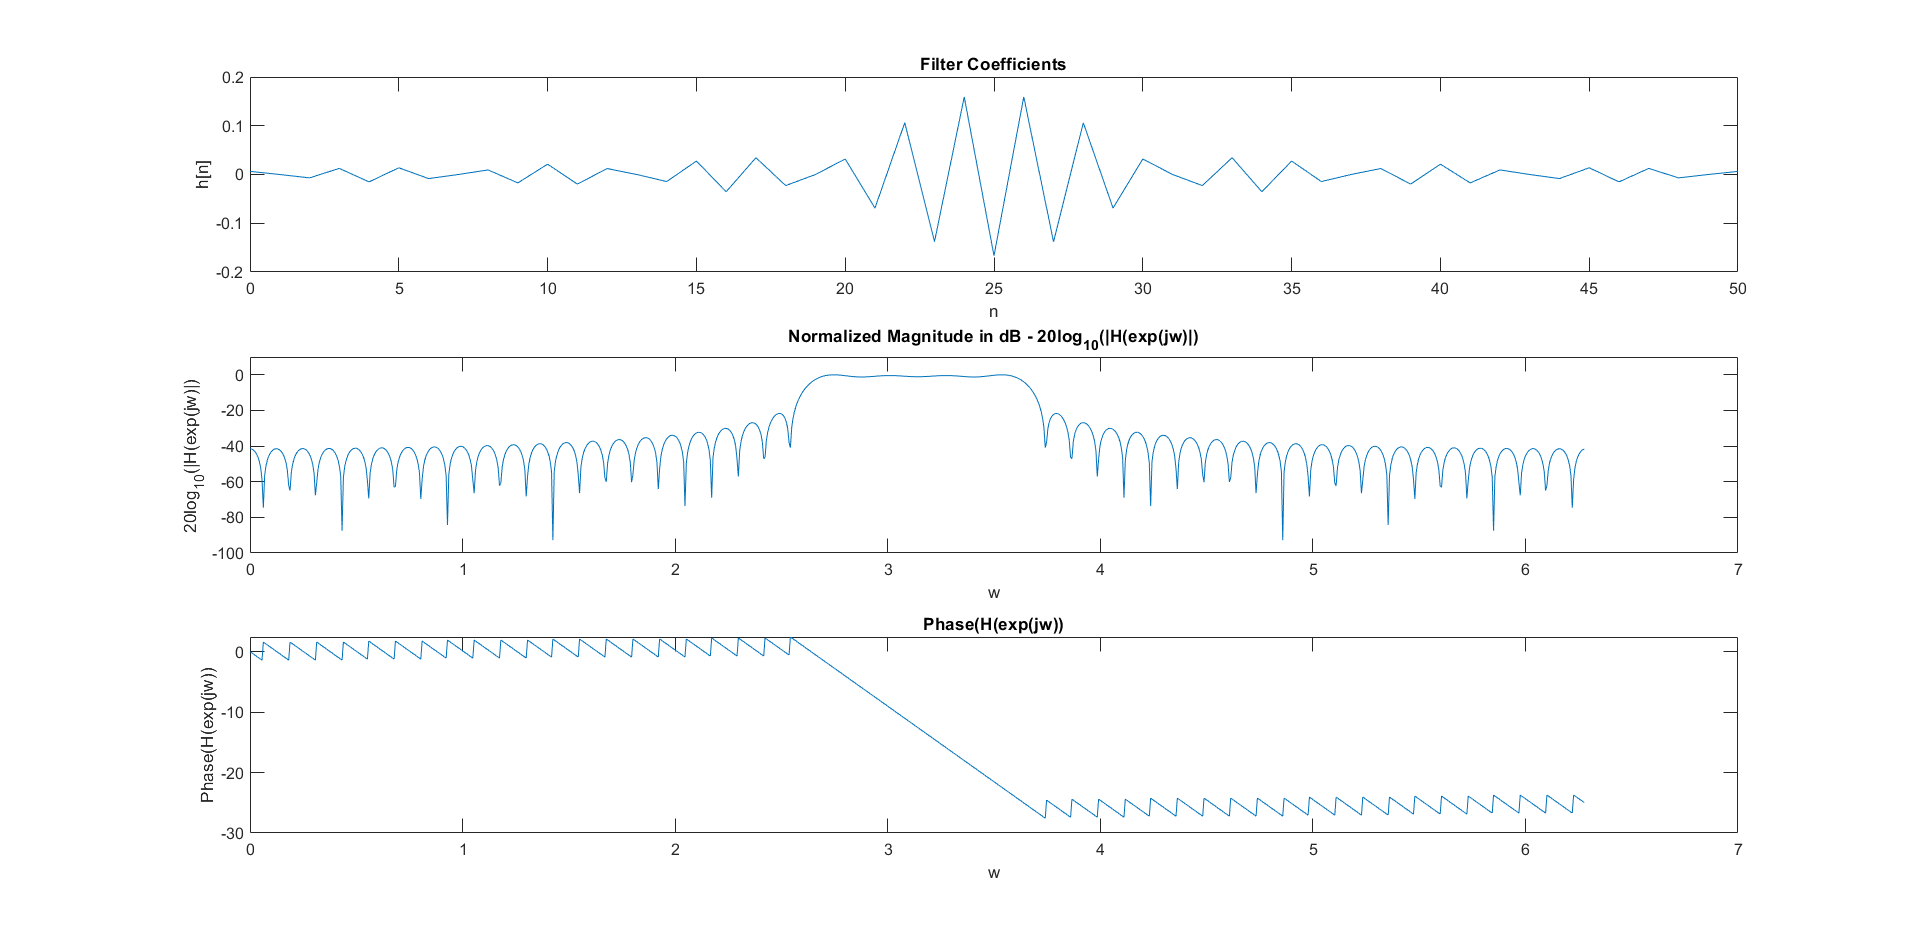 Filter Coefficients
h[n]
0.2
0.1
0
-0.1
-0.2
0 5 10 15 20 25 30 35 40 45 50
n
Normalized Magnitude in dB - 20log10(|H(exp(jw)|)
20log10(|H(exp(jw)|)
0
-20
-40
-60
-80
-100
0 1 2 3 4 5 6 7
w
Phase(H(exp(jw))
Phase(H(exp(jw))
0
-10
-20
-30
0 1 2 3 4 5 6 7
w